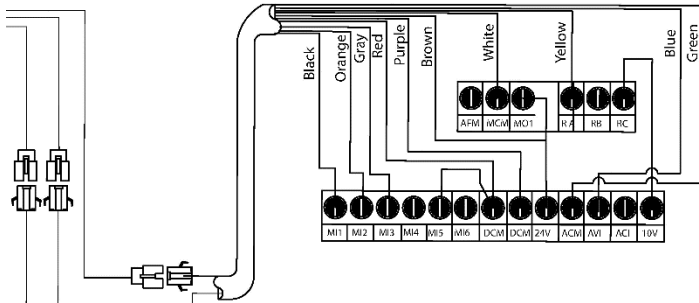 Black
Orange
Gray
Red
Purple
Brown
White
Yellow
Blue
Green
AFM MCM MO1 RA RB RC
MI1 MI2 MI3 MI4 MI5 MI6 DCM DCM 24V ACM AVI ACI 10V